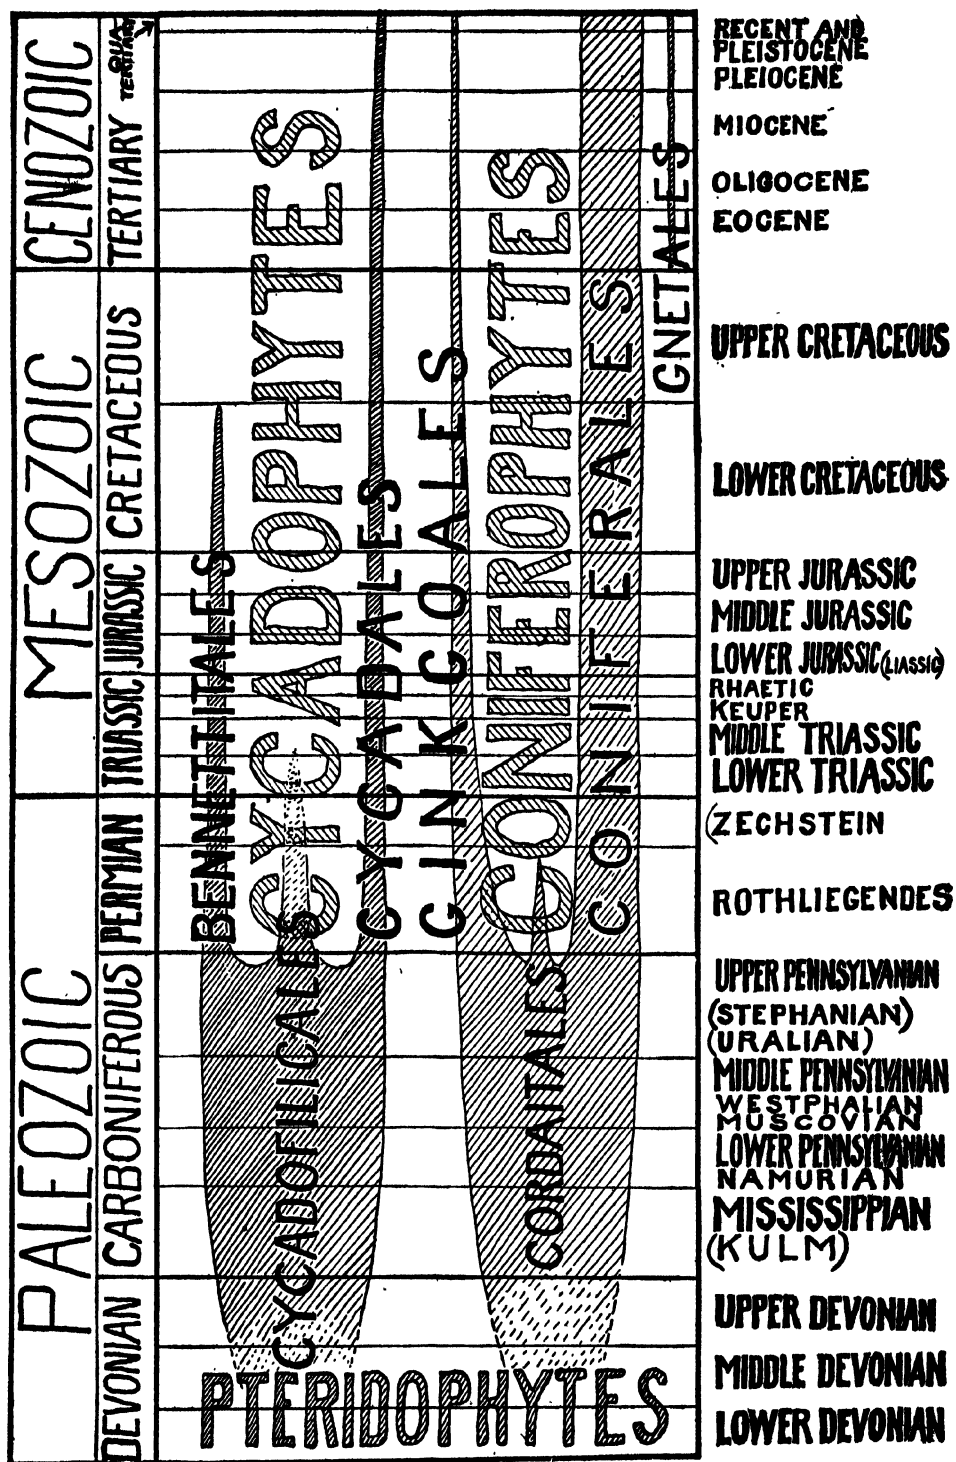 CENOZOIC
MESOZOIC
PALEOZOIC
QUA-
TERTIARY
TERTIARY
CRETACEOUS
JURASSIC
TRIASSIC
PERMIAN
CARBONIFEROUS
DEVONIAN
BENNETTITALES
CYCADOPHYTES
CYCADOFILICALES
CYCADALES
GINKGOALES
CONIFEROPHYTES
CORDAITALES
CONIFERALES
GNETALES
PTERIDOPHYTES
RECENT AND
PLEISTOCENE
PLEIOCENE
MIOCENE
OLIGOCENE
EOCENE
UPPER CRETACEOUS
LOWER CRETACEOUS
UPPER JURASSIC
MIDDLE JURASSIC
LOWER JURASSIC (LIASSIC)
RHAETIC
KEUPER
MIDDLE TRIASSIC
LOWER TRIASSIC
(ZECHSTEIN
ROTHLIEGENDES
UPPER PENNSYLVANIAN
(STEPHANIAN)
(URALIAN)
MIDDLE PENNSYLVINIAN
WESTPHALIAN
MUSCOVIAN
LOWER PENNSYLVANIAN
NAMURIAN
MISSISSIPPIAN
(KULM)
UPPER DEVONIAN
MIDDLE DEVONIAN
LOWER DEVONIAN